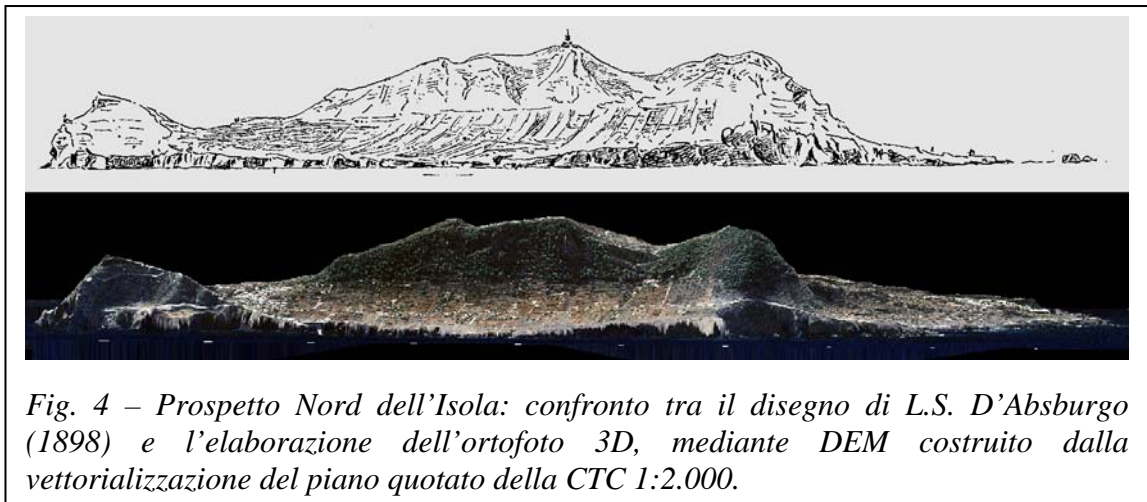 Fig. 4 – Prospetto Nord dell'Isola: confronto tra il disegno di L.S. D'Absburgo
(1898) e l'elaborazione dell'ortofoto 3D, mediante DEM costruito dalla
vettorializzazione del piano quotato della CTC 1:2.000.